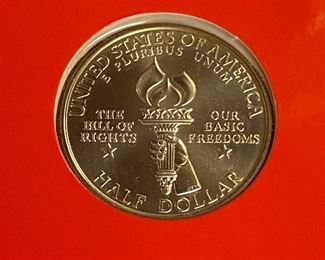 UNITED STATES OF AMERICA
E PLURIBUS UNUM
THE
BILL OF
RIGHTS
OUR
BASIC
FREEDOMS
HALF DOLLAR